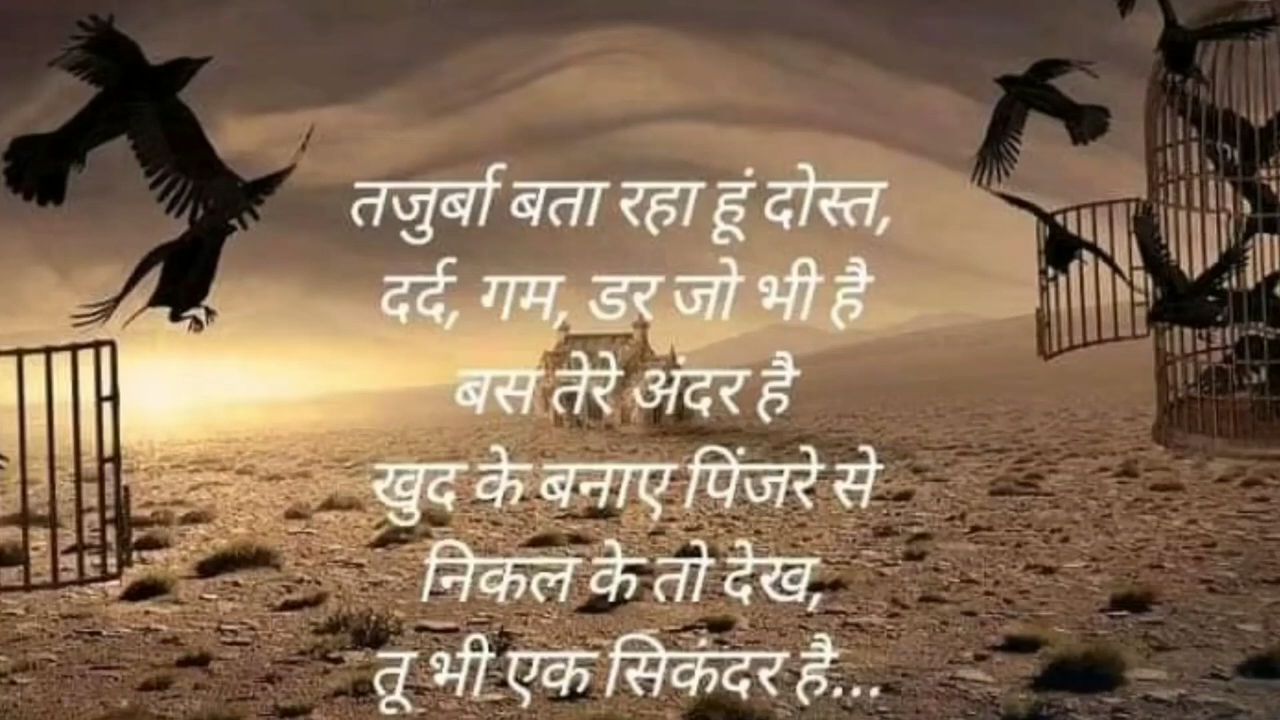 तजुर्बा बता रहा हूं दोस्त,
दर्द, गम, डर जो भी है
बस तेरे अंदर है
खुद के बनाए पिंजरे से
निकल के तो देख,
तू भी एक सिकंदर है...